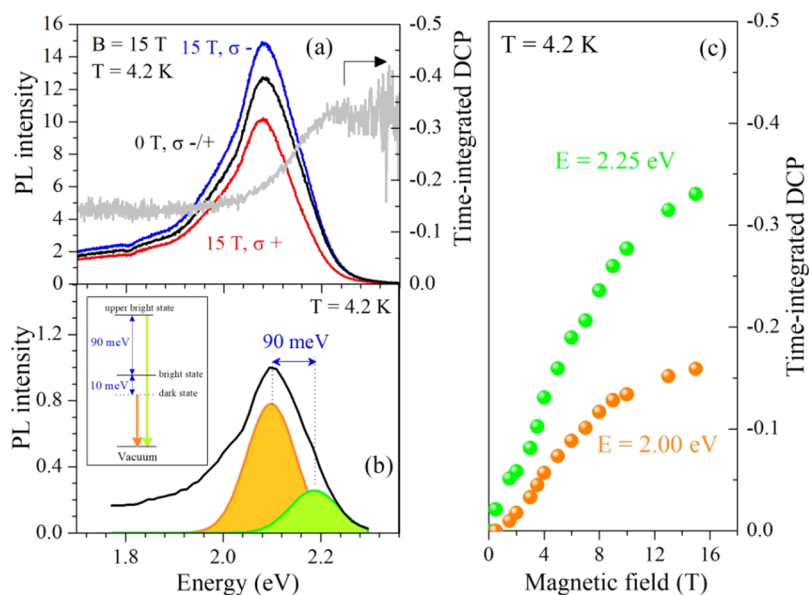 B = 15 T
T = 4.2 K
15 T, σ -
(a)
0 T, σ -/+
15 T, σ +
PL intensity
16
14
12
10
8
6
4
2
0
-0.5
-0.4
-0.3
-0.2
-0.1
-0.0
Time-integrated DCP
T = 4.2 K
upper bright state
90 meV
bright state
10 meV
dark state
Vacuum
90 meV
(b)
PL intensity
1.2
0.8
0.4
0.0
1.8
2.0
2.2
Energy (eV)
T = 4.2 K
(c)
E = 2.25 eV
E = 2.00 eV
-0.5
-0.4
-0.3
-0.2
-0.1
0.0
Time-integrated DCP
0
4
8
12
16
Magnetic field (T)